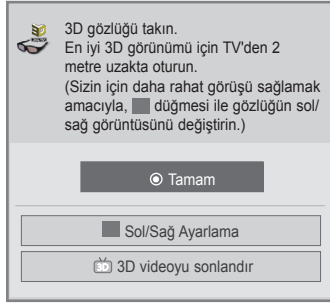 3D gözlüğü takın.
En iyi 3D görünümü için TV'den 2
metre uzakta oturun.
(Sizin için daha rahat görüşü sağlamak
amacıyla, düğmesi ile gözlüğün sol/
sağ görüntüsünü değiştirin.)
Tamam
Sol/Sağ Ayarlama
3D 3D videoyu sonlandır